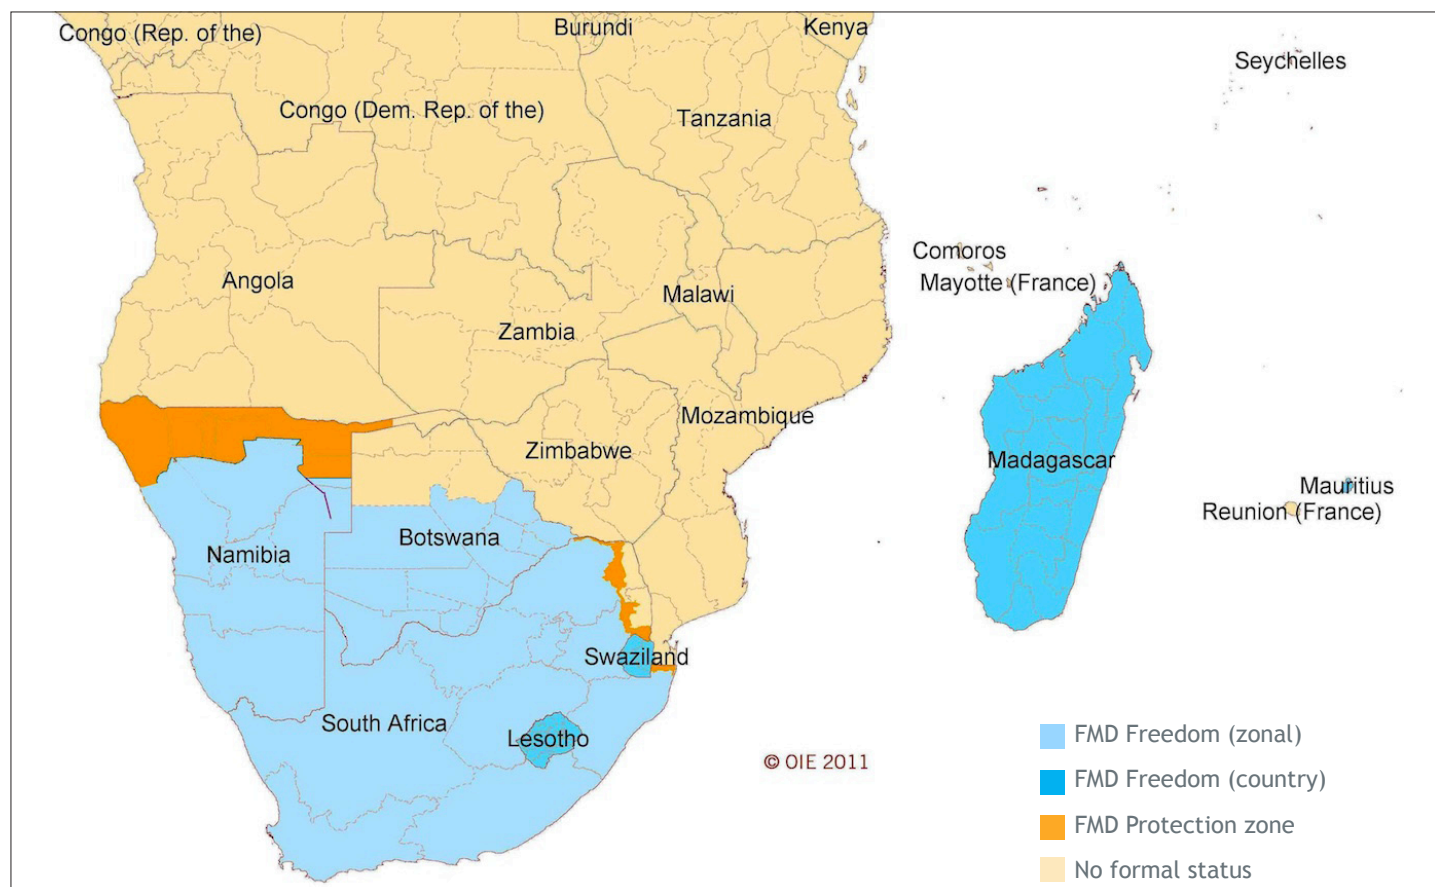 Congo (Rep. of the)
Burundi
Kenya
Seychelles
Congo (Dem. Rep. of the)
Tanzania
Comoros
Mayotte (France)
Angola
Malawi
Zambia
Mozambique
Zimbabwe
Madagascar
Mauritius
Reunion (France)
Botswana
Namibia
Swaziland
South Africa
Lesotho
© OIE 2011
FMD Freedom (zonal)
FMD Freedom (country)
FMD Protection zone
No formal status